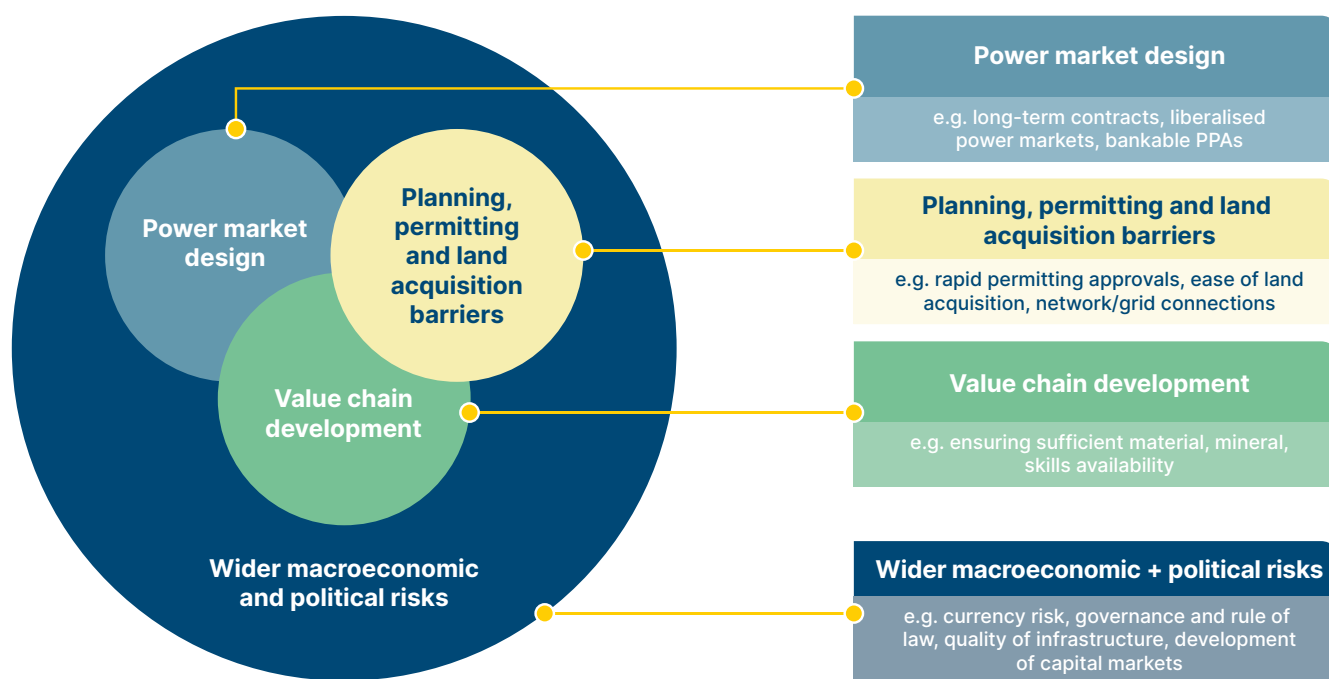 Power market
design
Planning,
permitting
and land
acquisition
barriers
Value chain
development
Wider macroeconomic
and political risks
Power market design
e.g. long-term contracts, liberalised
power markets, bankable PPAs
Planning, permitting and land
acquisition barriers
e.g. rapid permitting approvals, ease of land
acquisition, network/grid connections
Value chain development
e.g. ensuring sufficient material, mineral,
skills availability
Wider macroeconomic + political risks
e.g. currency risk, governance and rule of
law, quality of infrastructure, development
of capital markets